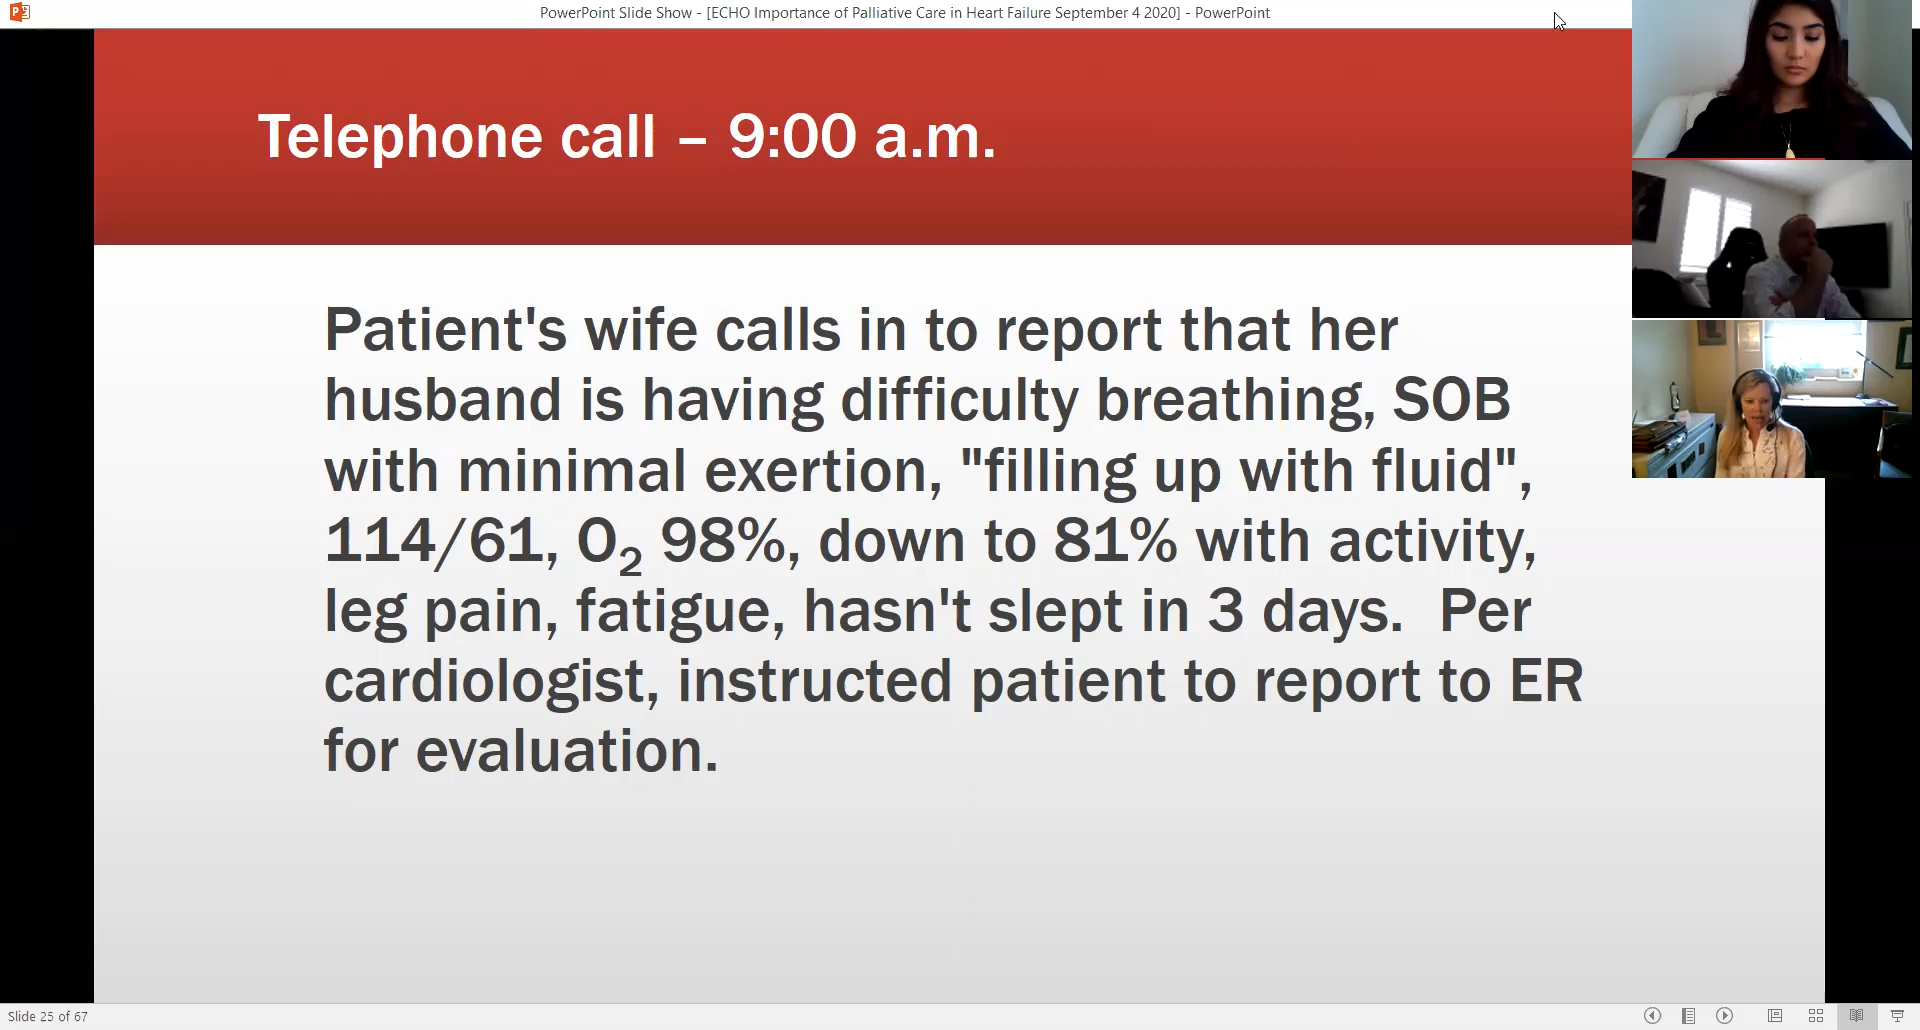 PowerPoint Slide Show - [ECHO Importance of Palliative Care in Heart Failure September 4 2020] - PowerPoint
Telephone call – 9:00 a.m.
Patient's wife calls in to report that her
husband is having difficulty breathing, SOB
with minimal exertion, "filling up with fluid",
114/61, O₂ 98%, down to 81% with activity,
leg pain, fatigue, hasn't slept in 3 days.  Per
cardiologist, instructed patient to report to ER
for evaluation.
Slide 25 of 67